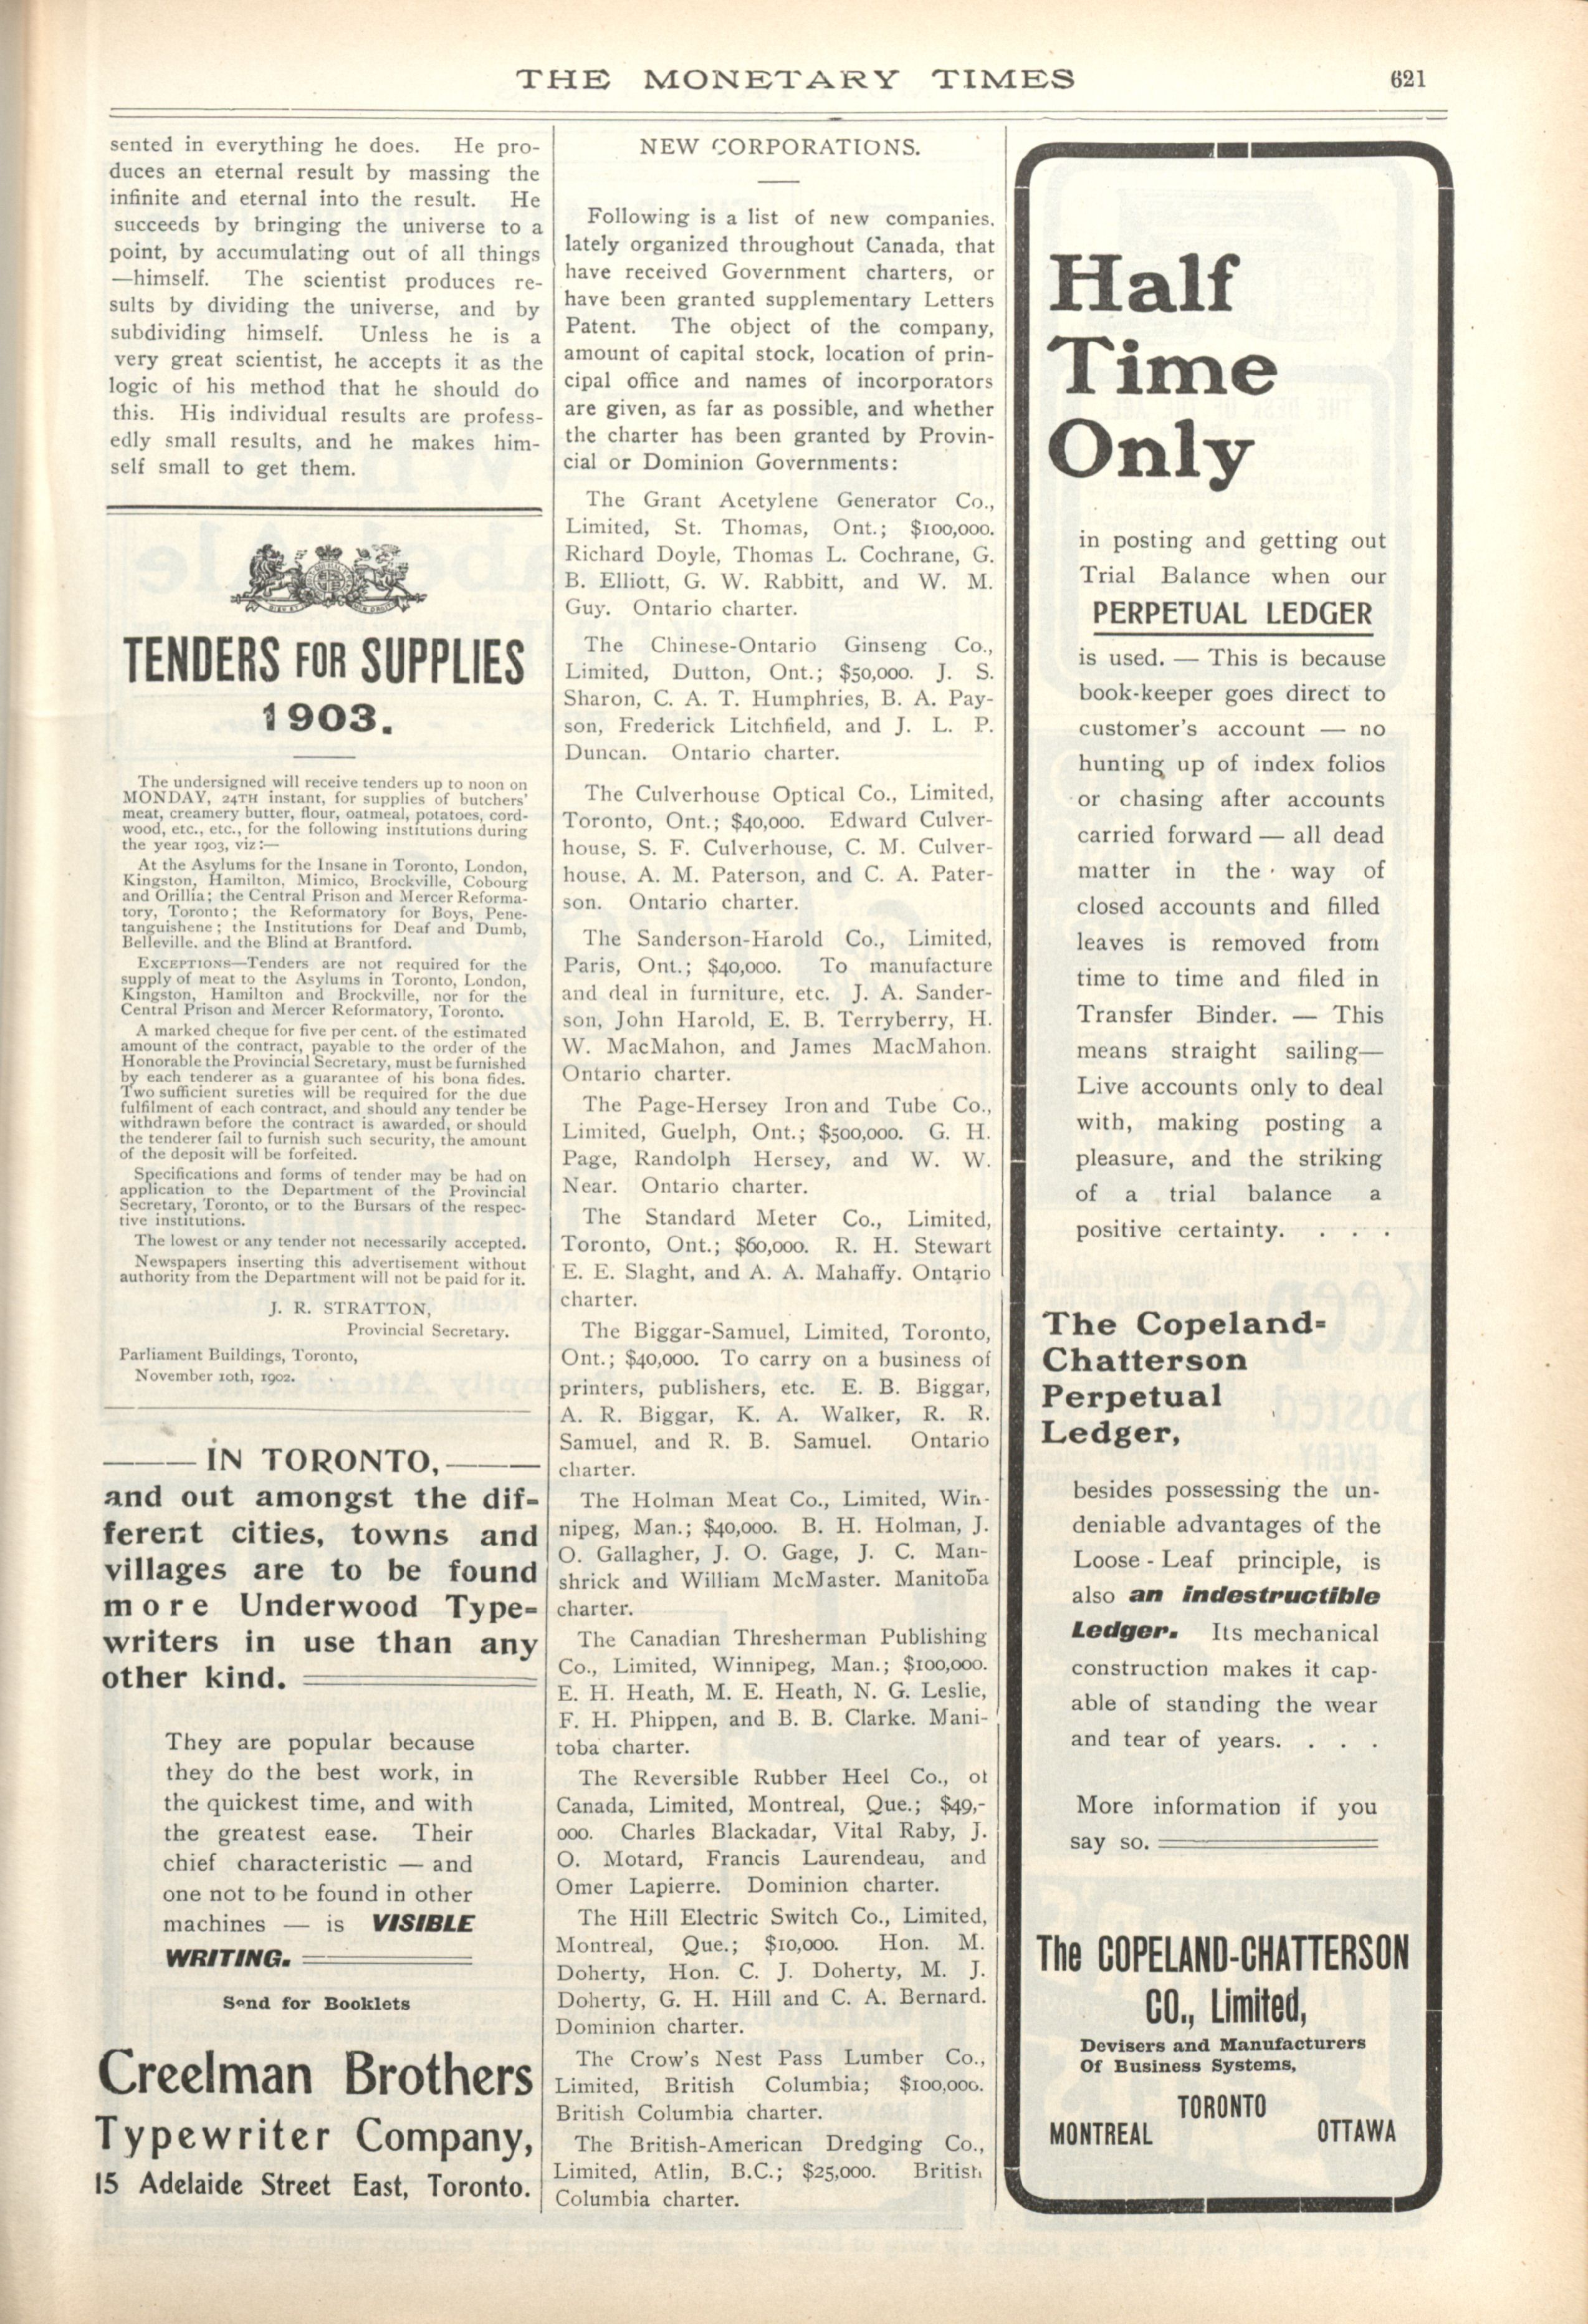 THE MONETARY TIMES 621
sented in everything he does. He pro-
duces an eternal result by massing the
infinite and eternal into the result. He
succeeds by bringing the universe to a
point, by accumulating out of all things
—himself. The scientist produces re-
sults by dividing the universe, and by
subdividing himself. Unless he is a
very great scientist, he accepts it as the
logic of his method that he should do
this. His individual results are profess-
edly small results, and he makes him-
self small to get them.
TENDERS FOR SUPPLIES
1903.
The undersigned will receive tenders up to noon on
MONDAY, 24TH instant, for supplies of butchers'
meat, creamery butter, flour, oatmeal, potatoes, cord-
wood, etc., etc., for the following institutions during
the year 1903, viz:—
At the Asylums for the Insane in Toronto, London,
Kingston, Hamilton, Mimico, Brockville, Cobourg
and Orillia; the Central Prison and Mercer Reforma-
tory, Toronto; the Reformatory for Boys, Pene-
tanguishene; the Institutions for Deaf and Dumb,
Belleville. and the Blind at Brantford.
EXCEPTIONS—Tenders are not required for the
supply of meat to the Asylums in Toronto, London,
Kingston, Hamilton and Brockville, nor for the
Central Prison and Mercer Reformatory, Toronto.
A marked cheque for five per cent. of the estimated
amount of the contract, payable to the order of the
Honorable the Provincial Secretary, must be furnished
by each tenderer as a guarantee of his bona fides.
Two sufficient sureties will be required for the due
fulfilment of each contract, and should any tender be
withdrawn before the contract is awarded, or should
the tenderer fail to furnish such security, the amount
of the deposit will be forfeited.
Specifications and forms of tender may be had on
application to the Department of the Provincial
Secretary, Toronto, or to the Bursars of the respec-
tive institutions.
The lowest or any tender not necessarily accepted.
Newspapers inserting this advertisement without
authority from the Department will not be paid for it.
J. R. STRATTON,
Provincial Secretary.
Parliament Buildings, Toronto,
November 10th, 1902.
IN TORONTO,
and out amongst the dif-
ferent cities, towns and
villages are to be found
more Underwood Type-
writers in use than any
other kind.
They are popular because
they do the best work, in
the quickest time, and with
the greatest ease. Their
chief characteristic — and
one not to be found in other
machines — is VISIBLE
WRITING.
Send for Booklets
Creelman Brothers
Typewriter Company,
15 Adelaide Street East, Toronto.
NEW CORPORATIONS.
Following is a list of new companies.
lately organized throughout Canada, that
have received Government charters, or
have been granted supplementary Letters
Patent. The object of the company,
amount of capital stock, location of prin-
cipal office and names of incorporators
are given, as far as possible, and whether
the charter has been granted by Provin-
cial or Dominion Governments:
The Grant Acetylene Generator Co.,
Limited, St. Thomas, Ont.; $100,000.
Richard Doyle, Thomas L. Cochrane, G.
B. Elliott, G. W. Rabbitt, and W. M.
Guy. Ontario charter.
The Chinese-Ontario Ginseng Co.,
Limited, Dutton, Ont.; $50,000. J. S.
Sharon, C. A. T. Humphries, B. A. Pay-
son, Frederick Litchfield, and J. L. P.
Duncan. Ontario charter.
The Culverhouse Optical Co., Limited,
Toronto, Ont.; $40,000. Edward Culver-
house, S. F. Culverhouse, C. M. Culver-
house, A. M. Paterson, and C. A. Pater-
son. Ontario charter.
The Sanderson-Harold Co., Limited,
Paris, Ont.; $40,000. To manufacture
and deal in furniture, etc. J. A. Sander-
son, John Harold, E. B. Terryberry, H.
W. MacMahon, and James MacMahon.
Ontario charter.
The Page-Hersey Iron and Tube Co.,
Limited, Guelph, Ont.; $500,000. G. H.
Page, Randolph Hersey, and W. W.
Near. Ontario charter.
The Standard Meter Co., Limited,
Toronto, Ont.; $60,000. R. H. Stewart
E. E. Slaght, and A. A. Mahaffy. Ontario
charter.
The Biggar-Samuel, Limited, Toronto,
Ont.; $40,000. To carry on a business of
printers, publishers, etc. E. B. Biggar,
A. R. Biggar, K. A. Walker, R. R.
Samuel, and R. B. Samuel. Ontario
charter.
The Holman Meat Co., Limited, Win-
nipeg, Man.; $40,000. B. H. Holman, J.
O. Gallagher, J. O. Gage, J. C. Man-
shrick and William McMaster. Manitoba
charter.
The Canadian Thresherman Publishing
Co., Limited, Winnipeg, Man.; $100,000.
E. H. Heath, M. E. Heath, N. G. Leslie,
F. H. Phippen, and B. B. Clarke. Mani-
toba charter.
The Reversible Rubber Heel Co., of
Canada, Limited, Montreal, Que.; $49,-
000. Charles Blackadar, Vital Raby, J.
O. Motard, Francis Laurendeau, and
Omer Lapierre. Dominion charter.
The Hill Electric Switch Co., Limited,
Montreal, Que.; $10,000. Hon. M.
Doherty, Hon. C. J. Doherty, M. J.
Doherty, G. H. Hill and C. A. Bernard.
Dominion charter.
The Crow's Nest Pass Lumber Co.,
Limited, British Columbia; $100,000.
British Columbia charter.
The British-American Dredging Co.,
Limited, Atlin, B.C.; $25,000. British
Columbia charter.
Half
Time
Only
in posting and getting out
Trial Balance when our
PERPETUAL LEDGER
is used. — This is because
book-keeper goes direct to
customer's account — no
hunting up of index folios
or chasing after accounts
carried forward — all dead
matter in the way of
closed accounts and filled
leaves is removed from
time to time and filed in
Transfer Binder. — This
means straight sailing—
Live accounts only to deal
with, making posting a
pleasure, and the striking
of a trial balance a
positive certainty. . . .
The Copeland-
Chatterson
Perpetual
Ledger,
besides possessing the un-
deniable advantages of the
Loose-Leaf principle, is
also an indestructible
Ledger. Its mechanical
construction makes it cap-
able of standing the wear
and tear of years. . . .
More information if you
say so.
The COPELAND-CHATTERSON
CO., Limited,
Devisers and Manufacturers
Of Business Systems,
TORONTO
MONTREAL OTTAWA